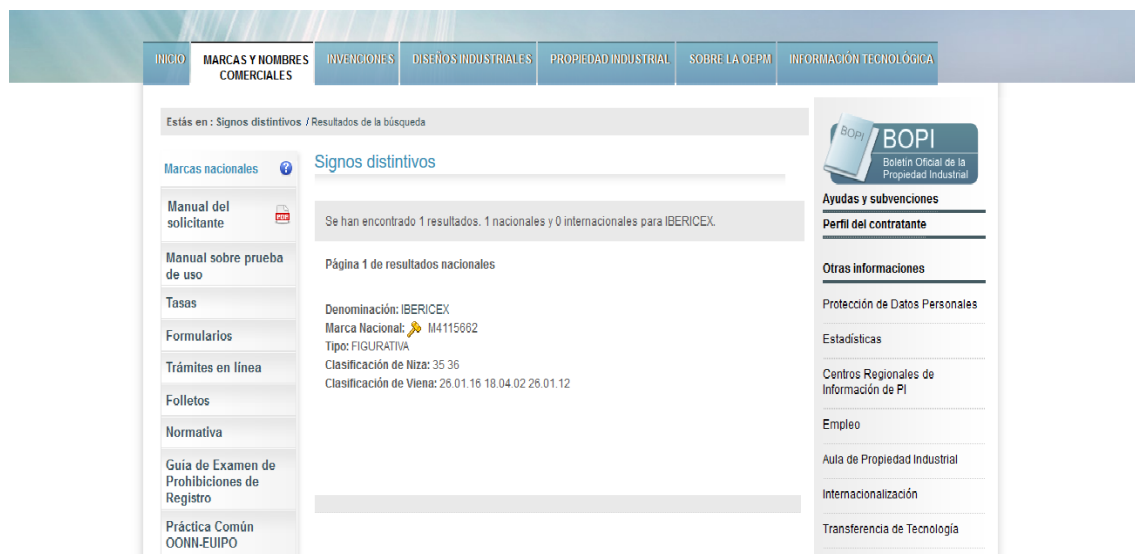 INICIO
MARCAS Y NOMBRES
COMERCIALES
INVENCIONES
DISEÑOS INDUSTRIALES
PROPIEDAD INDUSTRIAL
SOBRE LA OEPM
INFORMACIÓN TECNOLÓGICA
Estás en : Signos distintivos / Resultados de la búsqueda
Marcas nacionales ?
Manual del
solicitante
PDF
Manual sobre prueba
de uso
Tasas
Formularios
Trámites en línea
Folletos
Normativa
Guía de Examen de
Prohibiciones de
Registro
Práctica Común
OONN-EUIPO
Signos distintivos
Se han encontrado 1 resultados. 1 nacionales y 0 internacionales para IBERICEX.
Página 1 de resultados nacionales
Denominación: IBERICEX
Marca Nacional: M4115662
Tipo: FIGURATIVA
Clasificación de Niza: 35 36
Clasificación de Viena: 26.01.16 18.04.02 26.01.12
BOPI
BOPI
Boletín Oficial de la
Propiedad Industrial
Ayudas y subvenciones
Perfil del contratante
Otras informaciones
Protección de Datos Personales
Estadísticas
Centros Regionales de
Información de PI
Empleo
Aula de Propiedad Industrial
Internacionalización
Transferencia de Tecnología